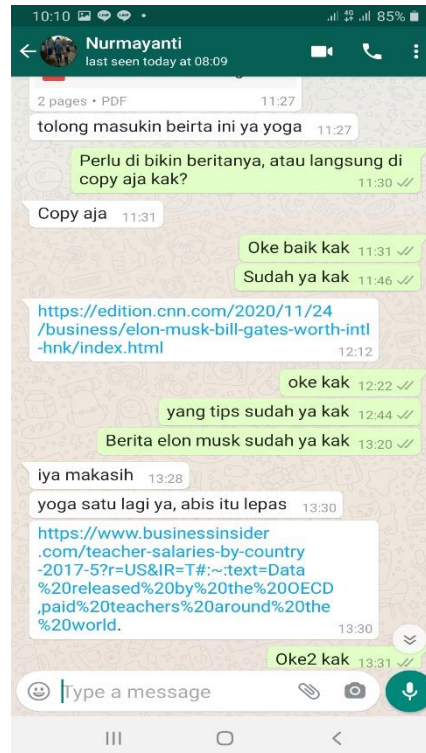 10:10
4G
85%
Nurmayanti
last seen today at 08:09
2 pages • PDF 11:27
tolong masukin beirta ini ya yoga 11:27
Perlu di bikin beritanya, atau langsung di
copy aja kak? 11:30
Copy aja 11:31
Oke baik kak 11:31
Sudah ya kak 11:46
https://edition.cnn.com/2020/11/24
/business/elon-musk-bill-gates-worth-intl
-hnk/index.html
12:12
oke kak 12:22
yang tips sudah ya kak 12:44
Berita elon musk sudah ya kak 13:20
iya makasih 13:28
yoga satu lagi ya, abis itu lepas 13:30
https://www.businessinsider
.com/teacher-salaries-by-country
-2017-5?r=US&IR=T#:~:text=Data
%20released%20by%20the%20OECD
,paid%20teachers%20around%20the
%20world. 13:30
Oke2 kak 13:31
Type a message